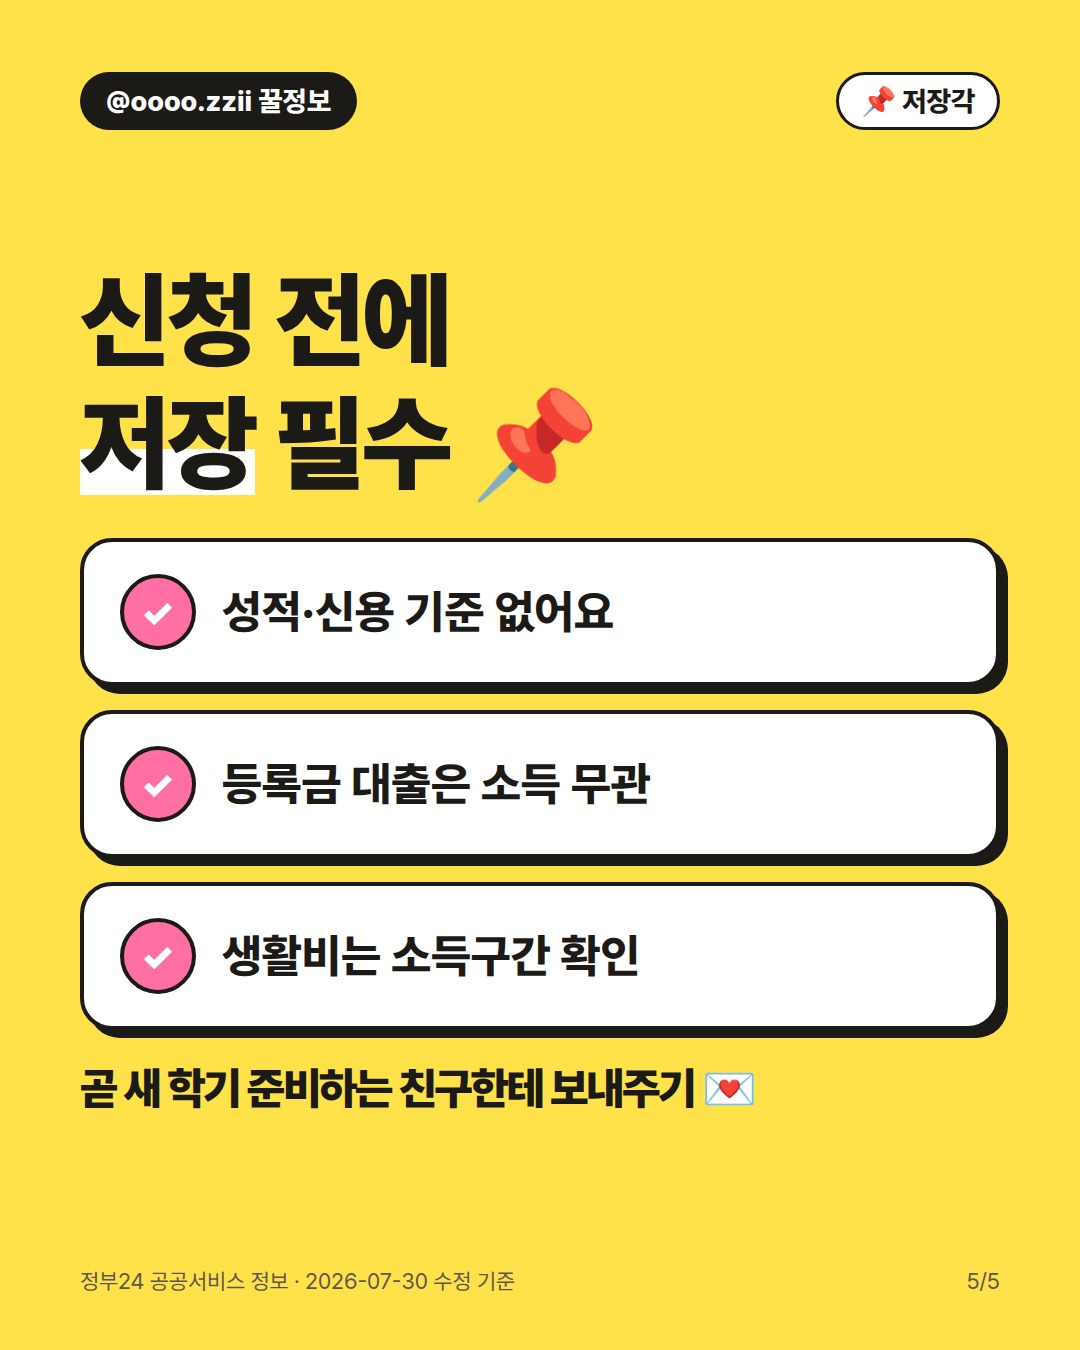 @oooo.zzii 꿀정보
📌 저장각
신청 전에
저장 필수 📌
성적·신용 기준 없어요
등록금 대출은 소득 무관
생활비는 소득구간 확인
곧 새 학기 준비하는 친구한테 보내주기 💌
정부24 공공서비스 정보 · 2026-07-30 수정 기준
5/5